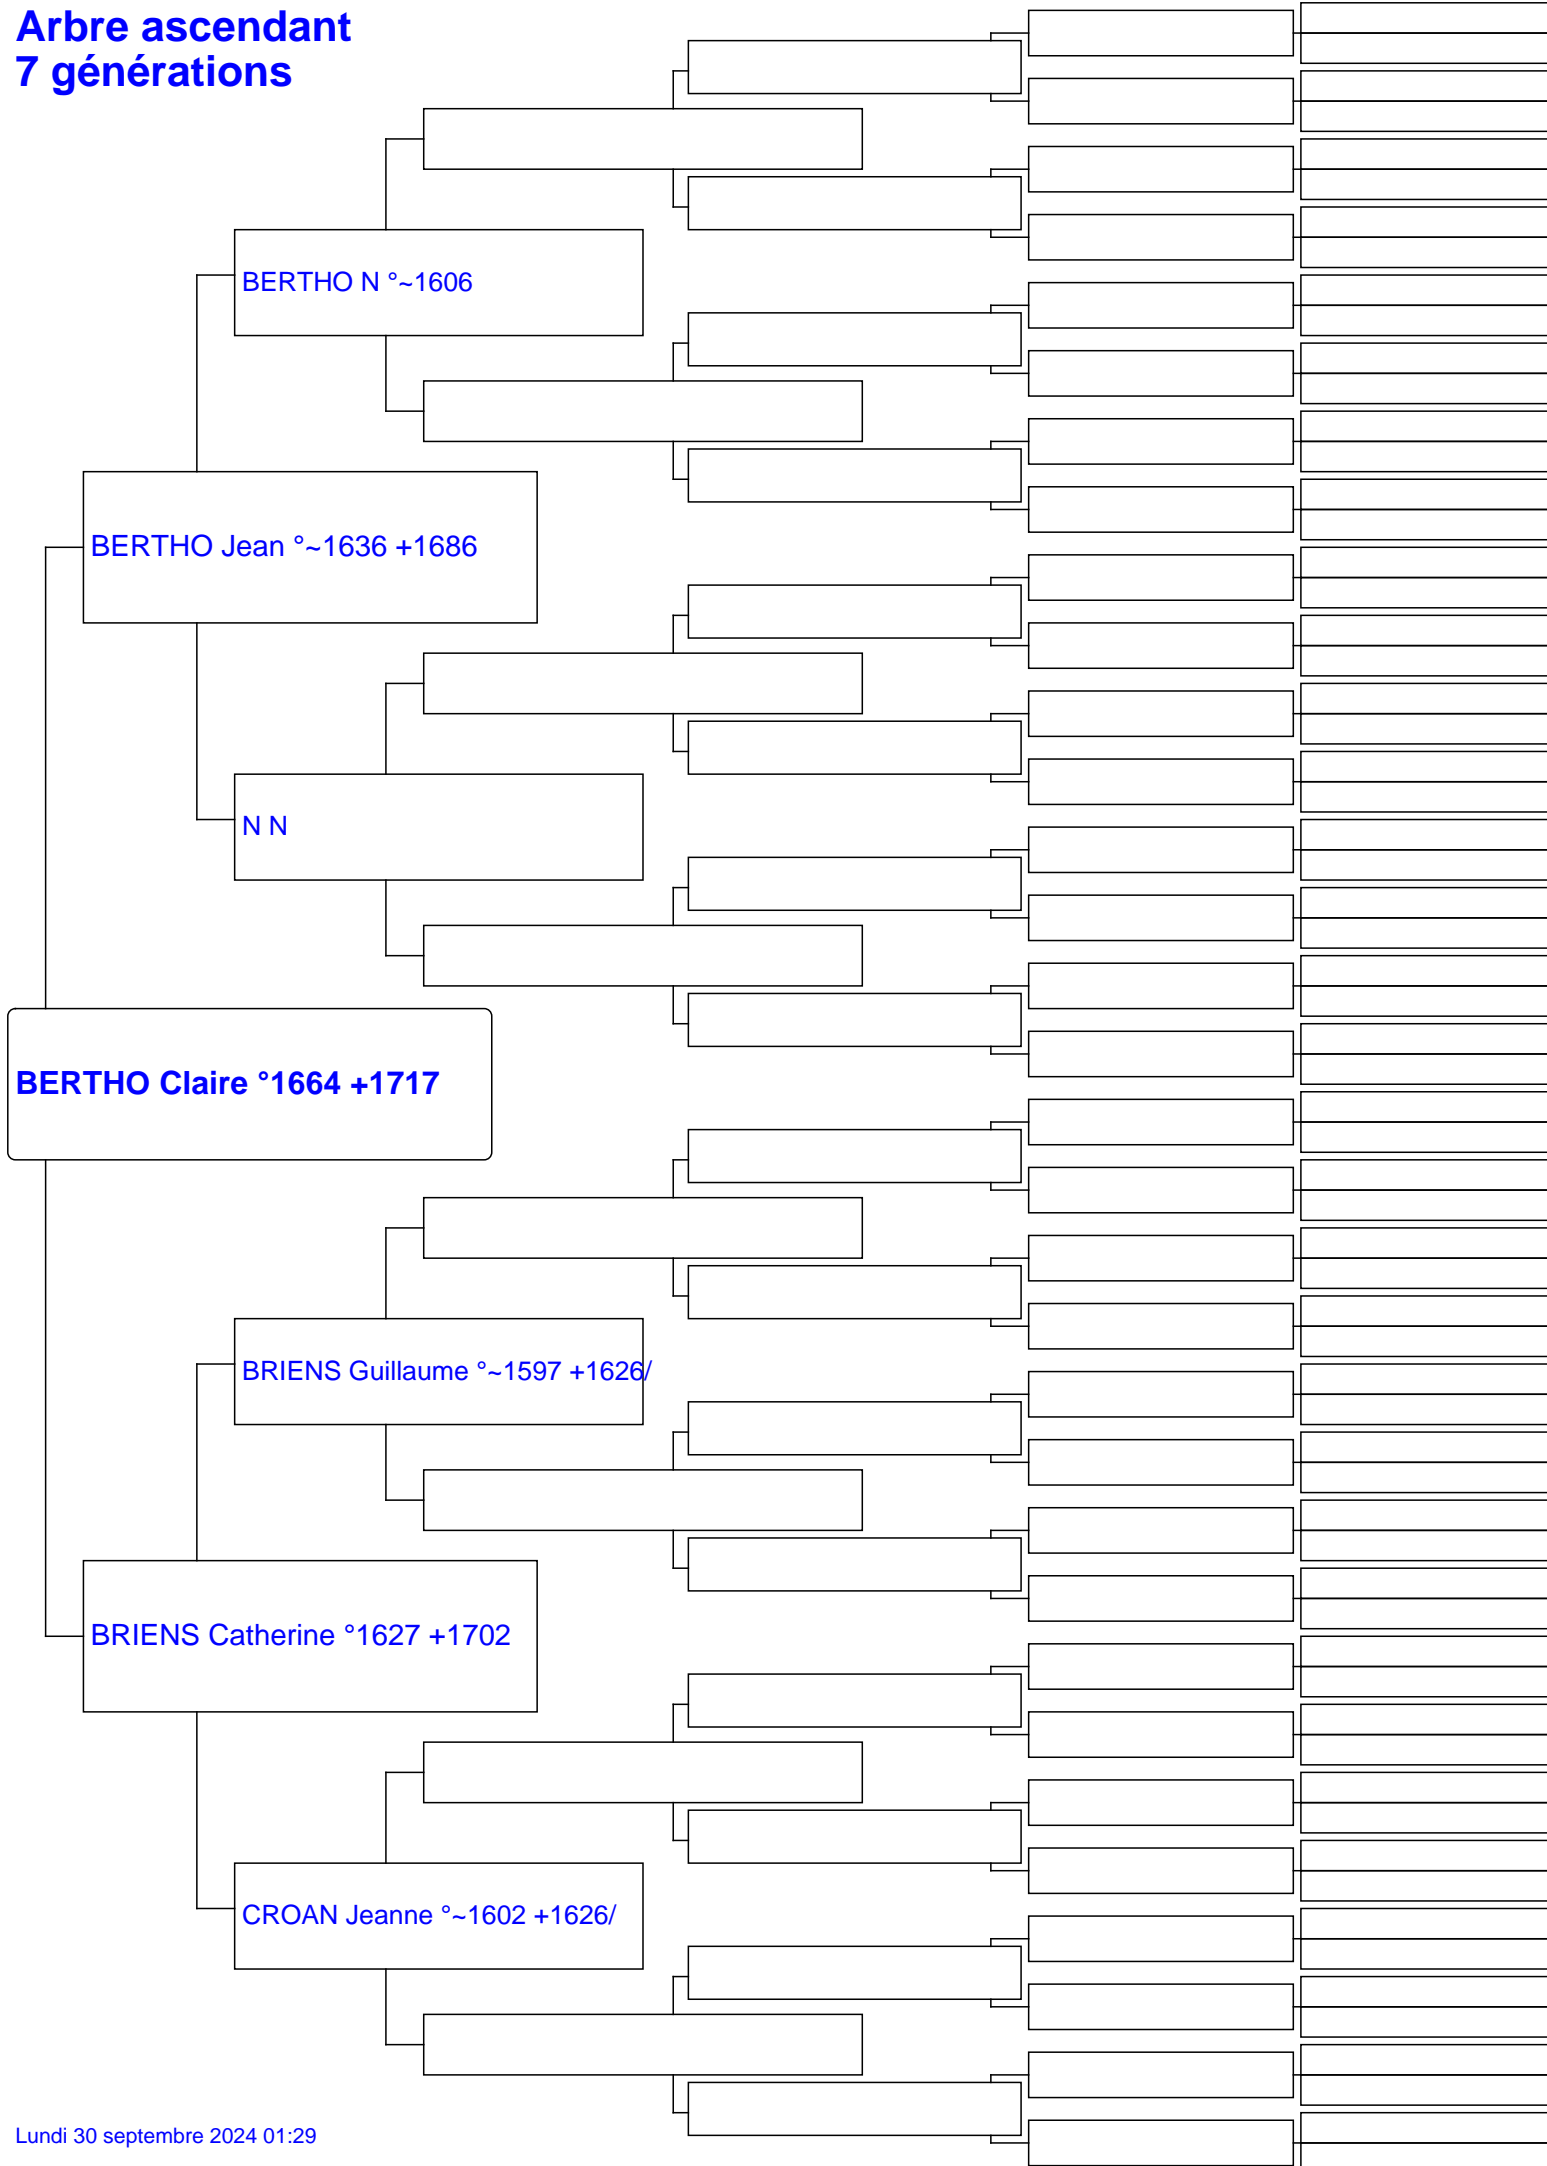 Arbre ascendant
7 générations
BERTHO N °~1606
BERTHO Jean °~1636 +1686
N N
BERTHO Claire °1664 +1717
BRIENS Guillaume °~1597 +1626/
BRIENS Catherine °1627 +1702
CROAN Jeanne °~1602 +1626/
Lundi 30 septembre 2024 01:29